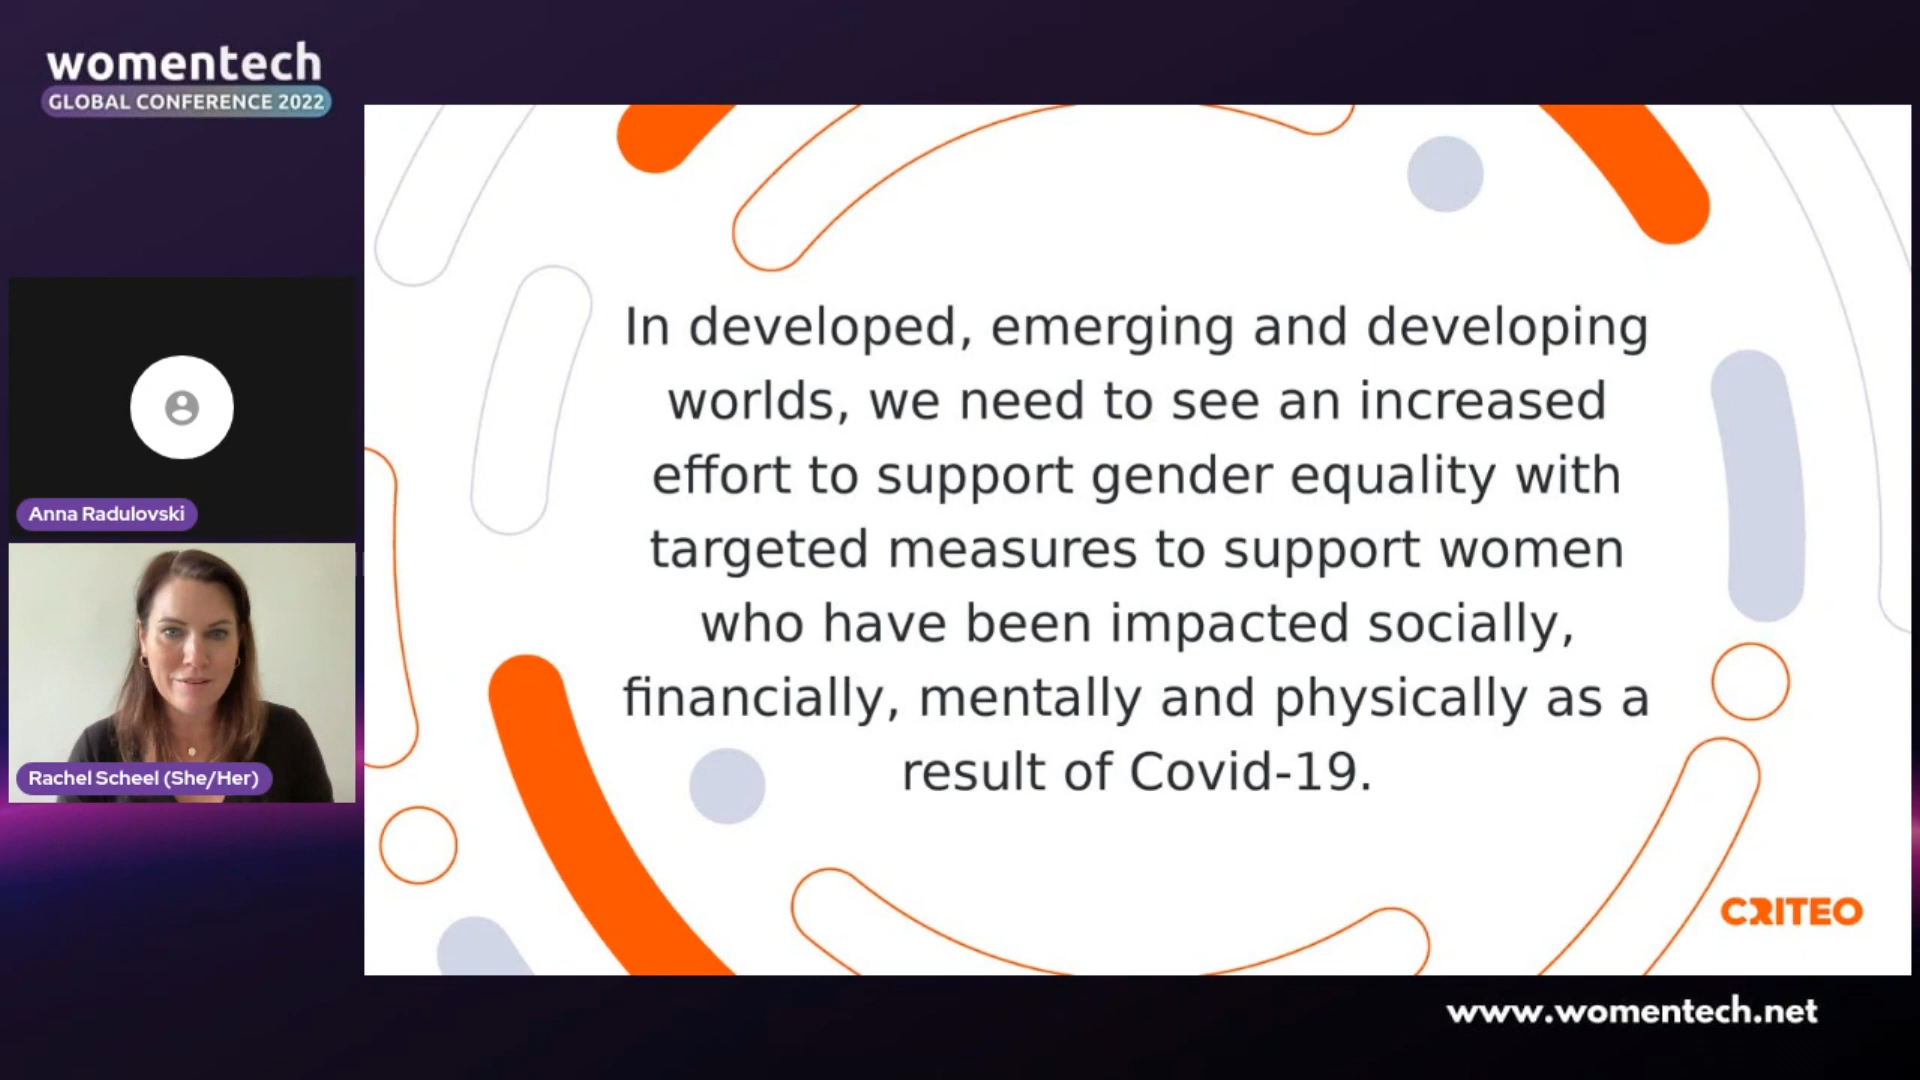 womentech
GLOBAL CONFERENCE 2022
Anna Radulovski
Rachel Scheel (She/Her)
In developed, emerging and developing
worlds, we need to see an increased
effort to support gender equality with
targeted measures to support women
who have been impacted socially,
financially, mentally and physically as a
result of Covid-19.
CRITEO
www.womentech.net